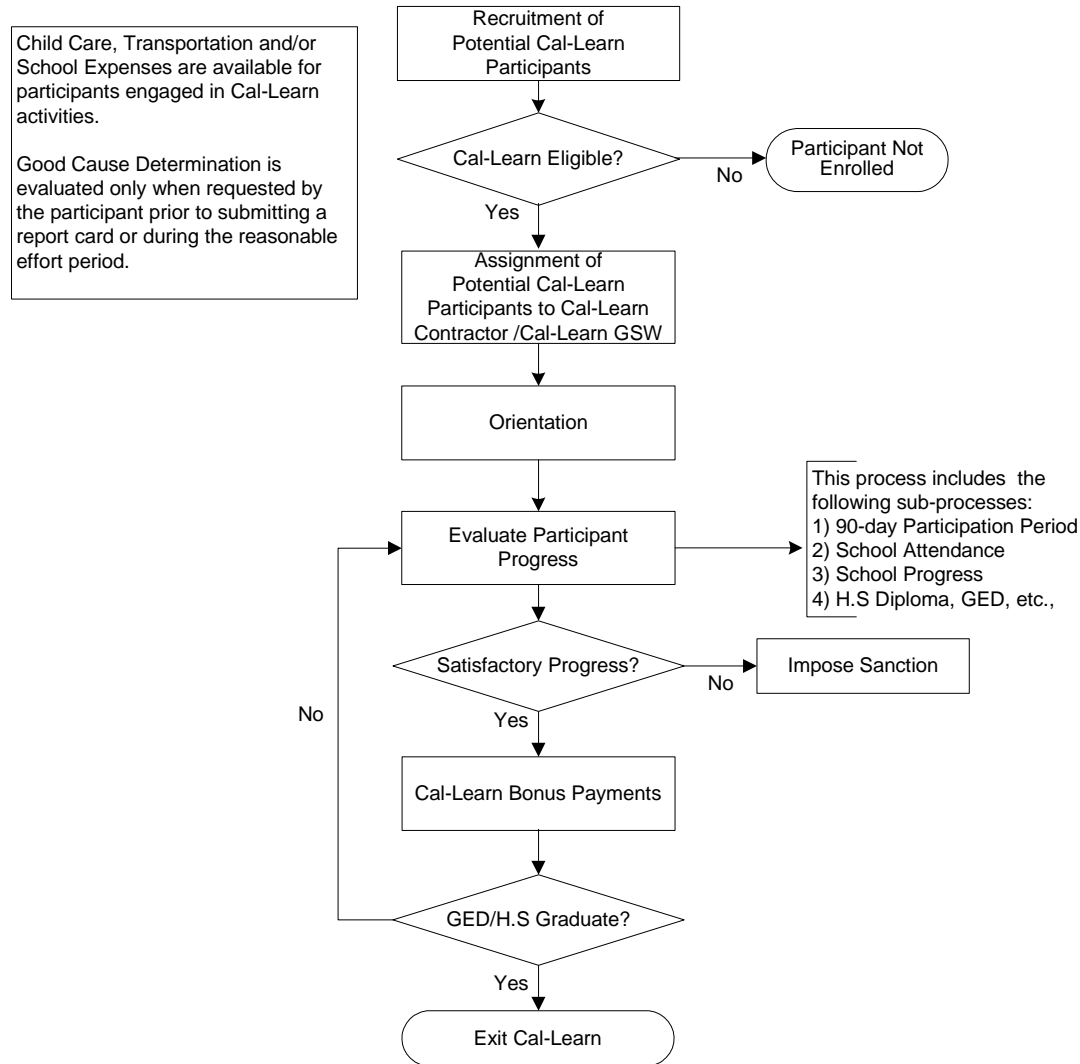 Child Care, Transportation and/or
School Expenses are available for
participants engaged in Cal-Learn
activities.
Good Cause Determination is
evaluated only when requested by
the participant prior to submitting a
report card or during the reasonable
effort period.
Recruitment of
Potential Cal-Learn
Participants
Cal-Learn Eligible?
No
Participant Not
Enrolled
Yes
Assignment of
Potential Cal-Learn
Participants to Cal-Learn
Contractor /Cal-Learn GSW
Orientation
Evaluate Participant
Progress
This process includes the
following sub-processes:
1) 90-day Participation Period
2) School Attendance
3) School Progress
4) H.S Diploma, GED, etc.,
Satisfactory Progress?
No
Impose Sanction
Yes
No
Cal-Learn Bonus Payments
GED/H.S Graduate?
Yes
Exit Cal-Learn